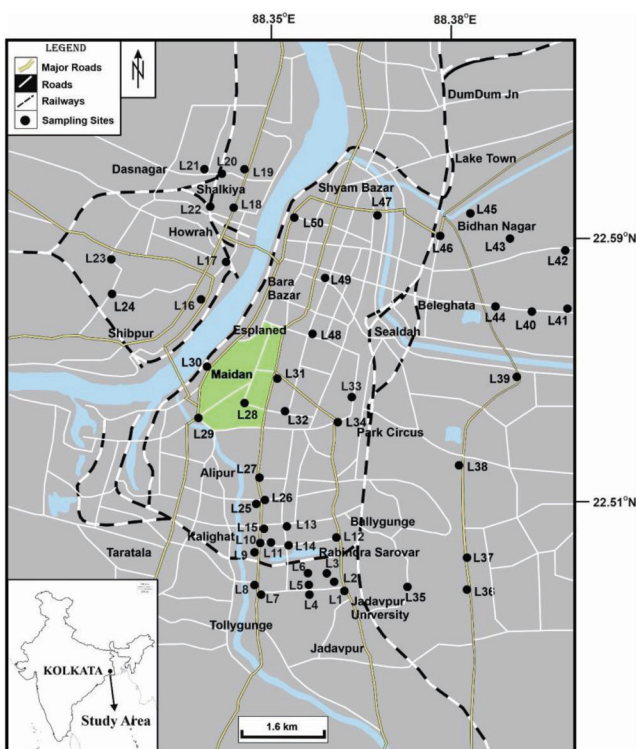 88.35°
88.38°
LEGEND
Major Roads
Roads
Railways
Sampling Sites
N
DumDum Jn
Lake Town
Dasnagar
L21
L20
L19
Shalkiya
Shyam Bazar
L22
L18
L47
L45
Howrah
L50
Bidhan Nagar
L46
L43
22.59°
L23
L17
L42
Bara
Bazar
L49
L24
L16
Beleghata
L44
L40
L41
Shibpur
Esplaned
L48
Sealdah
L30
Maidan
L31
L33
L39
L28
L32
L34
L29
Park Circus
Alipur
L27
L38
L26
L25
22.51°
L15
L13
Ballygunge
Kalighat
L10
L12
Taratala
L9
L11
L14
Rabindra Sarovar
L37
L6
L3
L8
L5
L2
L7
L4
L1
L35
L36
Jadavpur
University
Tollygunge
Jadavpur
KOLKATA
Study Area
1.6 km